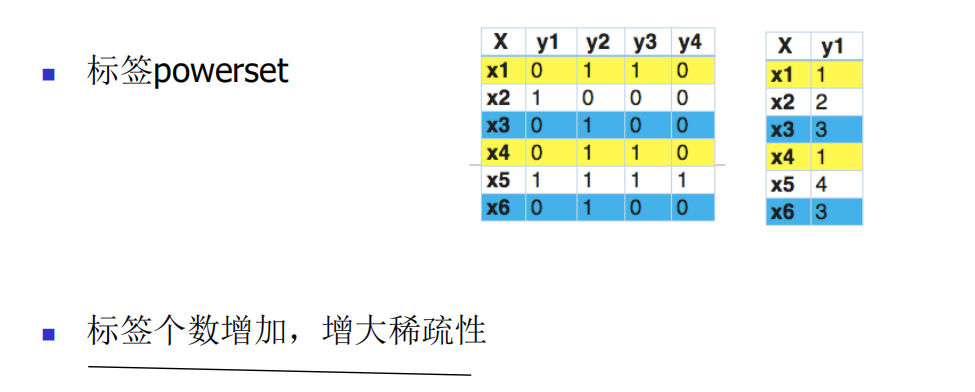 标签powerset
X y1 y2 y3 y4
x1 0 1 1 0
x2 1 0 0 0
x3 0 1 0 0
x4 0 1 1 0
x5 1 1 1 1
x6 0 1 0 0
X y1
x1 1
x2 2
x3 3
x4 1
x5 4
x6 3
标签个数增加，增大稀疏性